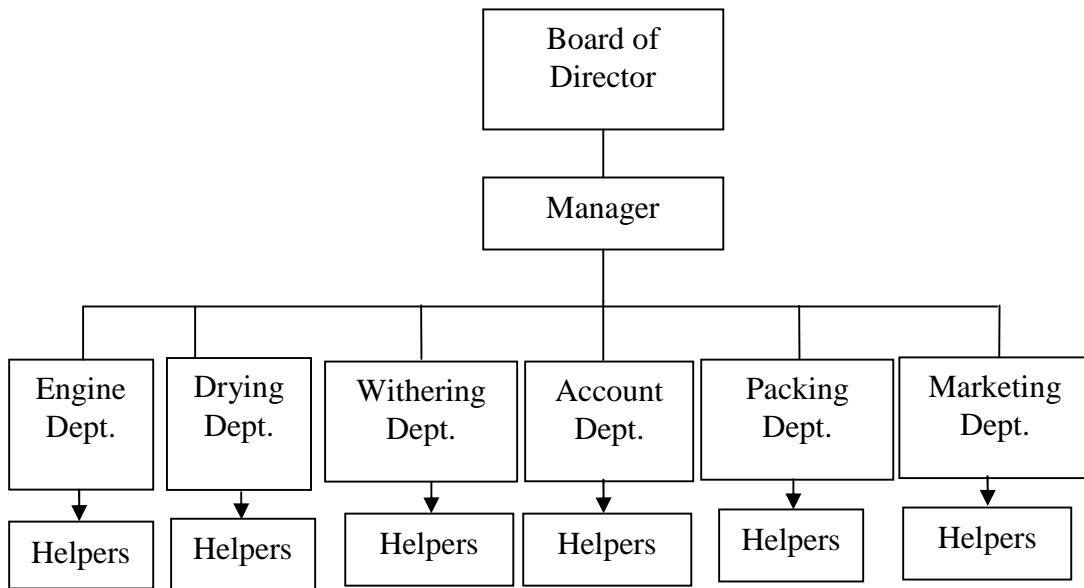 Board of
Director
Manager
Engine
Dept.
Drying
Dept.
Withering
Dept.
Account
Dept.
Packing
Dept.
Marketing
Dept.
Helpers
Helpers
Helpers
Helpers
Helpers
Helpers